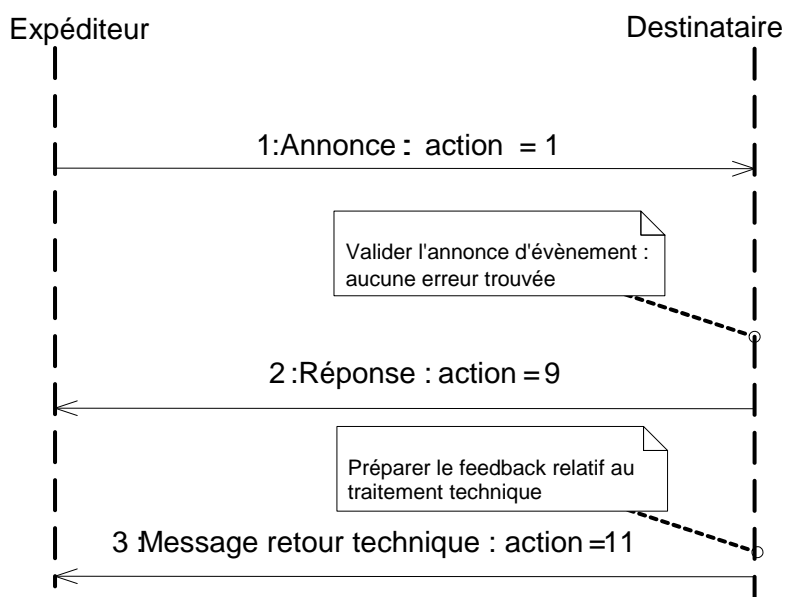 Expéditeur
Destinataire
1:Annonce : action = 1
Valider l'annonce d'évènement :
aucune erreur trouvée
2 :Réponse : action = 9
Préparer le feedback relatif au
traitement technique
3 :Message retour technique : action =11